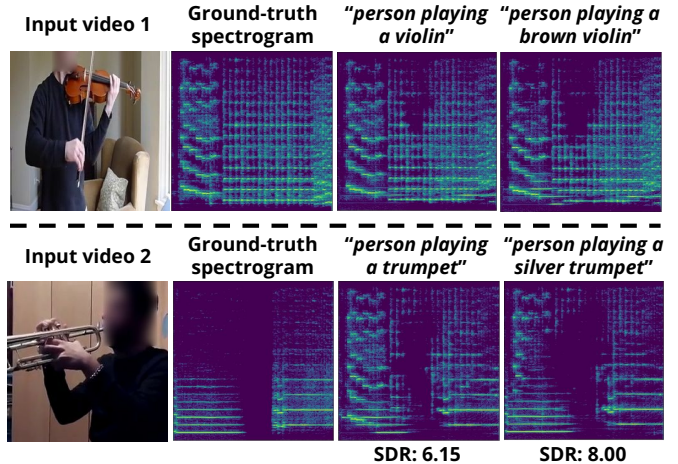 Input video 1
Ground-truth
spectrogram
“person playing
a violin”
“person playing a
brown violin”
Input video 2
Ground-truth
spectrogram
“person playing
a trumpet”
“person playing a
silver trumpet”
SDR: 6.15
SDR: 8.00